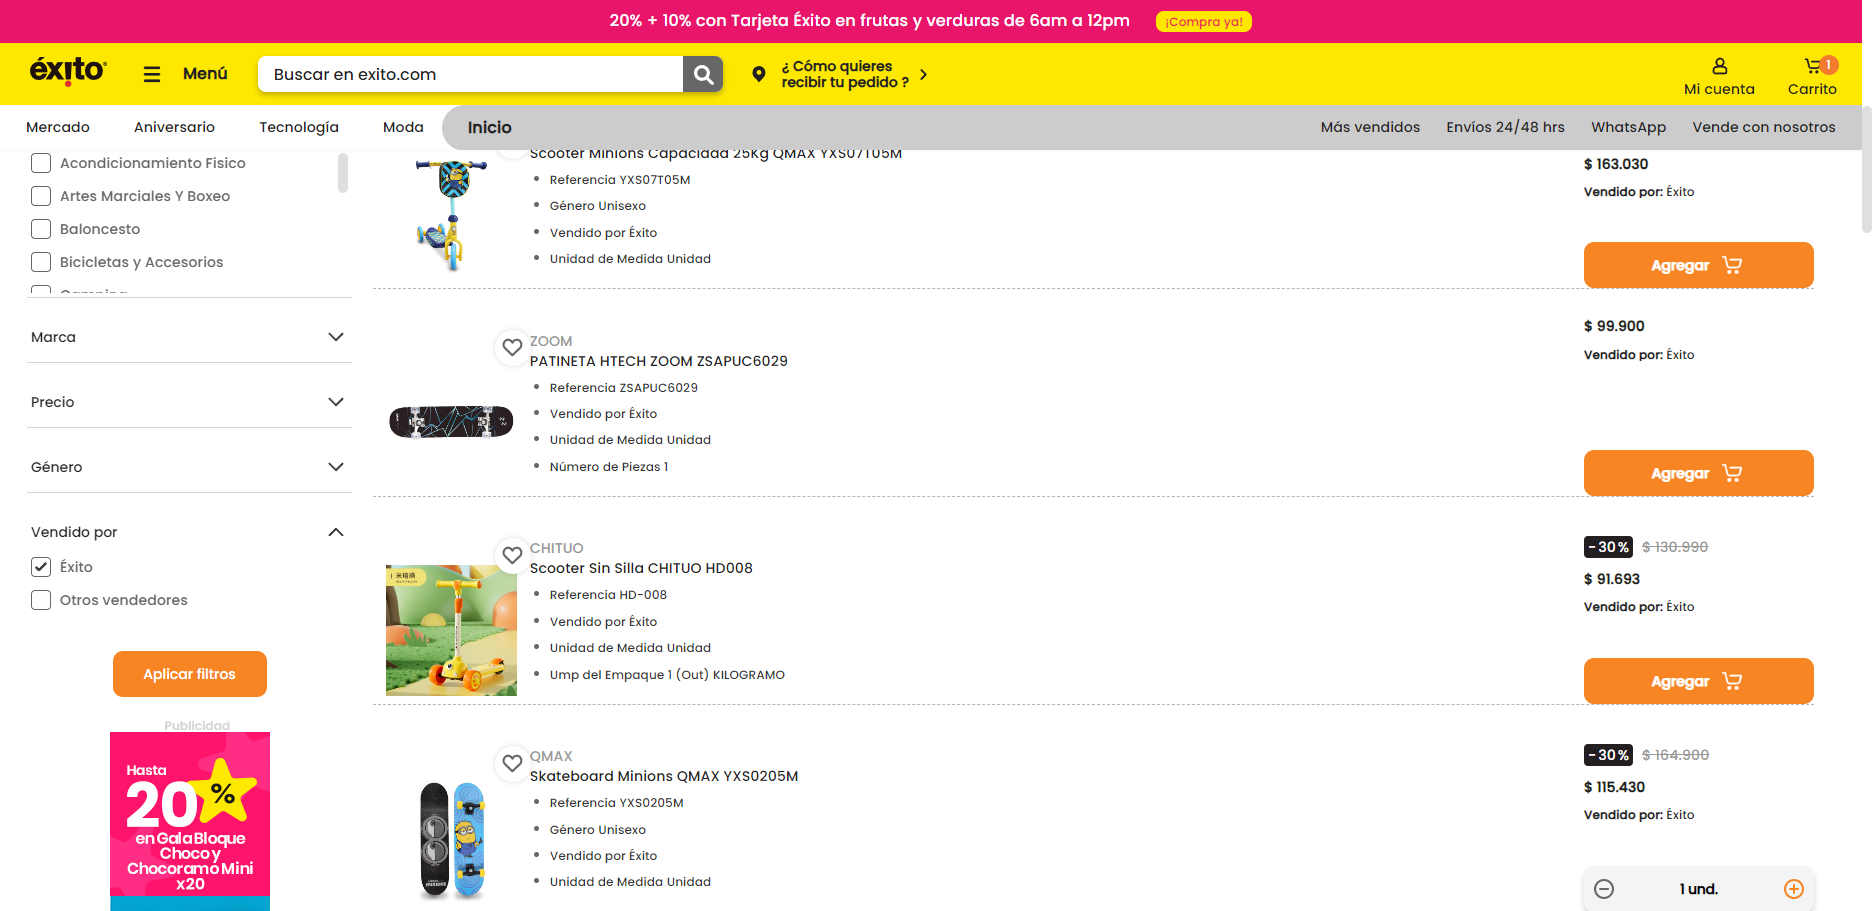 20% + 10% con Tarjeta Éxito en frutas y verduras de 6am a 12pm
¡Compra ya!
éxito
Menú
Buscar en exito.com
¿ Cómo quieres
recibir tu pedido ?
Mi cuenta
1
Carrito
Mercado
Aniversario
Tecnología
Moda
Inicio
Más vendidos
Envíos 24/48 hrs
WhatsApp
Vende con nosotros
Acondicionamiento Fisico
Artes Marciales Y Boxeo
Baloncesto
Bicicletas y Accesorios
Marca
Precio
Género
Vendido por
Éxito
Otros vendedores
Aplicar filtros
Publicidad
Hasta
20%
en Gala Bloque
Choco y
Chocoramo Mini
x20
Scooter Minions Capacidad 25Kg QMAX YXS07T05M
Referencia YXS07T05M
Género Unisexo
Vendido por Éxito
Unidad de Medida Unidad
$ 163.030
Vendido por: Éxito
Agregar
ZOOM
PATINETA HTECH ZOOM ZSAPUC6029
Referencia ZSAPUC6029
Vendido por Éxito
Unidad de Medida Unidad
Número de Piezas 1
$ 99.900
Vendido por: Éxito
Agregar
CHITUO
Scooter Sin Silla CHITUO HD008
Referencia HD-008
Vendido por Éxito
Unidad de Medida Unidad
Ump del Empaque 1 (Out) KILOGRAMO
-30% $ 130.990
$ 91.693
Vendido por: Éxito
Agregar
QMAX
Skateboard Minions QMAX YXS0205M
Referencia YXS0205M
Género Unisexo
Vendido por Éxito
Unidad de Medida Unidad
-30% $ 164.900
$ 115.430
Vendido por: Éxito
1 und.